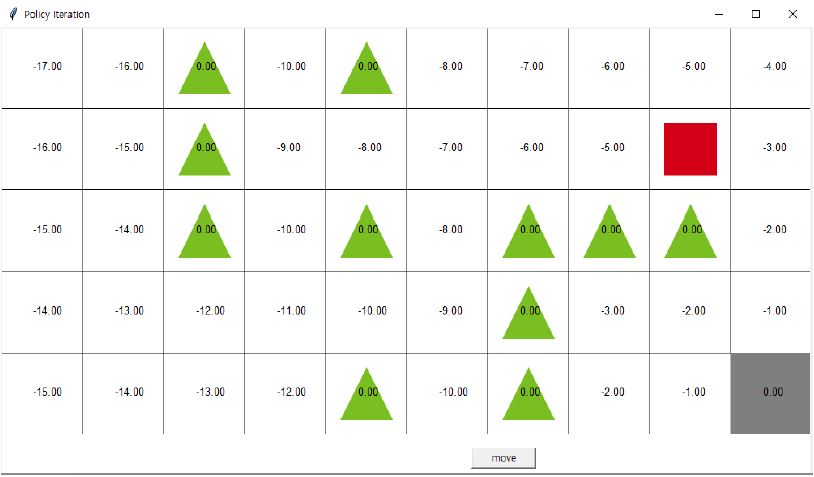 Policy Iteration
-17.00 -16.00 0.00 -10.00 0.00 -8.00 -7.00 -6.00 -5.00 -4.00
-16.00 -15.00 0.00 -9.00 -8.00 -7.00 -6.00 -5.00 -3.00
-15.00 -14.00 0.00 -10.00 0.00 -8.00 0.00 0.00 0.00 -2.00
-14.00 -13.00 -12.00 -11.00 -10.00 -9.00 0.00 -3.00 -2.00 -1.00
-15.00 -14.00 -13.00 -12.00 0.00 -10.00 0.00 -2.00 -1.00 0.00
move